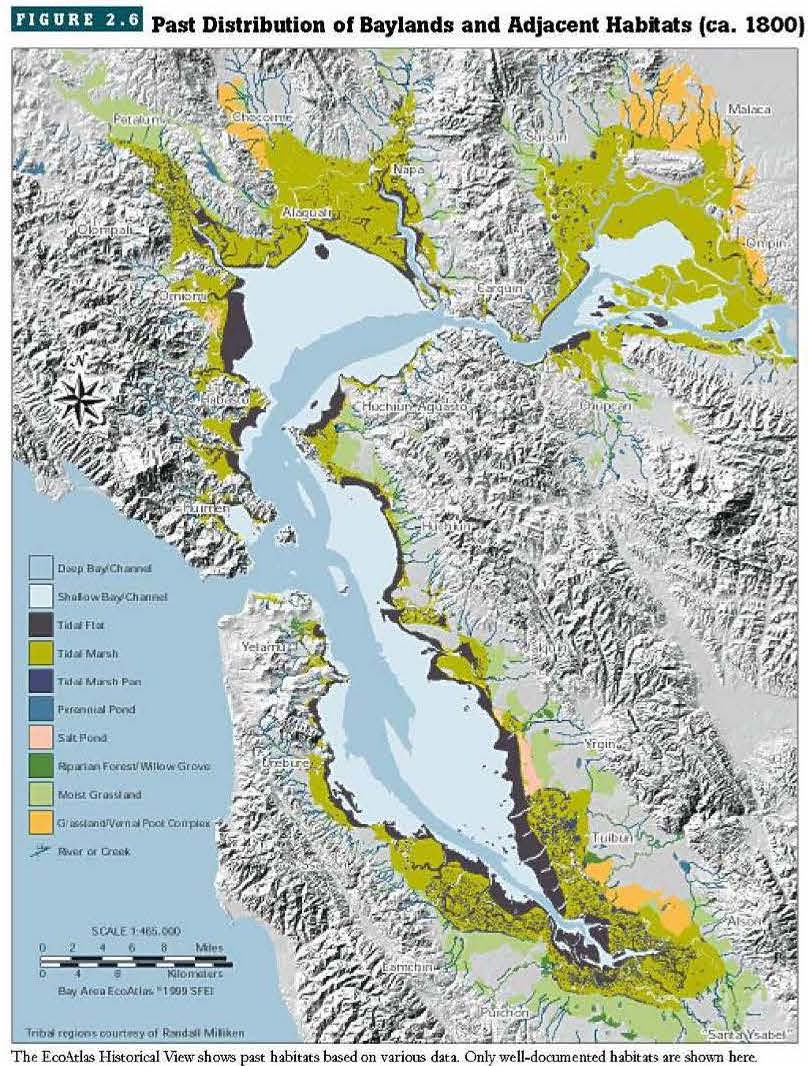 FIGURE 2.6 Past Distribution of Baylands and Adjacent Habitats (ca. 1800)
Petaluma
Chocoime
Suisun
Malaca
Napa
Alaguali
Olompali
Ompin
Omiomi
Carquin
Habasto
Huchiun Aguasto
Chupcan
Huimen
Huchiun
Deep Bay/Channel
Shallow Bay/Channel
Tidal Flat
Tidal Marsh
Tidal Marsh Pan
Perennial Pond
Salt Pond
Riparian Forest/Willow Grove
Moist Grassland
Grassland/Vernal Pool Complex
River or Creek
Yelamu
Jalquin
Yrgin
Urebure
Tuibun
Alson
Lamchin
Puichon
Santa Ysabel
SCALE 1:465,000
0 2 4 6 8 Miles
0 4 8 Kilometers
Bay Area EcoAtlas ©1999 SFEI
Tribal regions courtesy of Randall Milliken
The EcoAtlas Historical View shows past habitats based on various data. Only well-documented habitats are shown here.